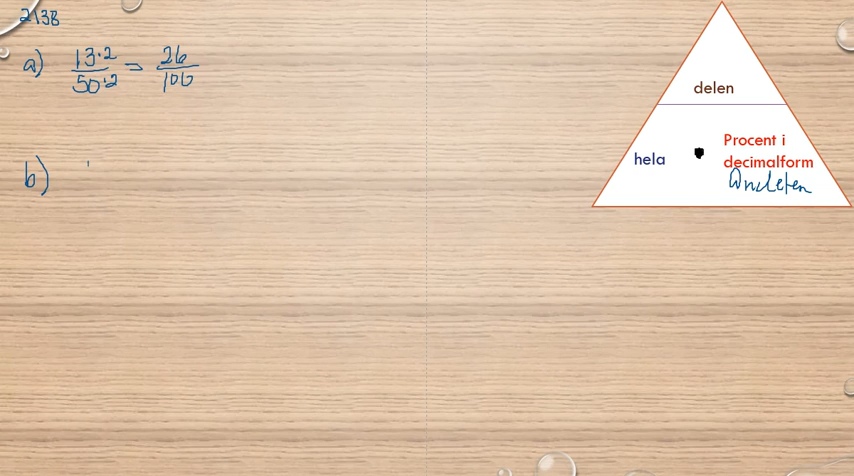 2138
a) 13·2 / 50·2 = 26 / 100
b)
delen
hela · Procent i
decimalform
Andelen